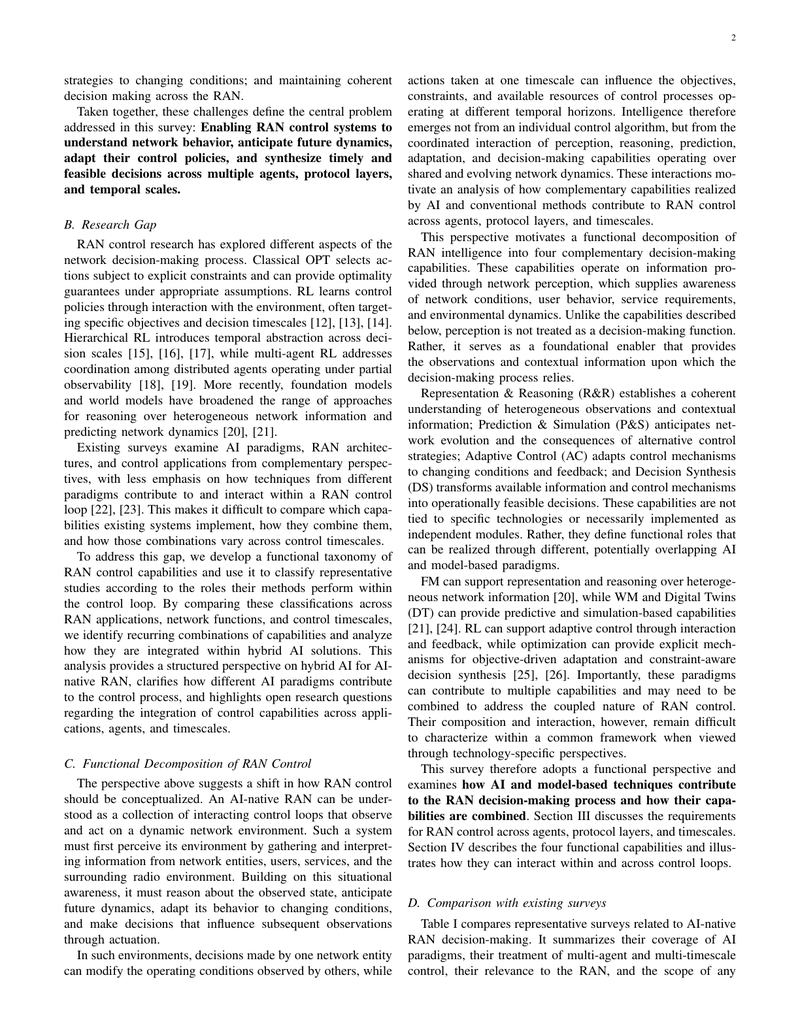 2
strategies to changing conditions; and maintaining coherent
decision making across the RAN.
Taken together, these challenges define the central problem
addressed in this survey: Enabling RAN control systems to
understand network behavior, anticipate future dynamics,
adapt their control policies, and synthesize timely and
feasible decisions across multiple agents, protocol layers,
and temporal scales.
B. Research Gap
RAN control research has explored different aspects of the
network decision-making process. Classical OPT selects ac-
tions subject to explicit constraints and can provide optimality
guarantees under appropriate assumptions. RL learns control
policies through interaction with the environment, often target-
ing specific objectives and decision timescales [12], [13], [14].
Hierarchical RL introduces temporal abstraction across deci-
sion scales [15], [16], [17], while multi-agent RL addresses
coordination among distributed agents operating under partial
observability [18], [19]. More recently, foundation models
and world models have broadened the range of approaches
for reasoning over heterogeneous network information and
predicting network dynamics [20], [21].
Existing surveys examine AI paradigms, RAN architec-
tures, and control applications from complementary perspec-
tives, with less emphasis on how techniques from different
paradigms contribute to and interact within a RAN control
loop [22], [23]. This makes it difficult to compare which capa-
bilities existing systems implement, how they combine them,
and how those combinations vary across control timescales.
To address this gap, we develop a functional taxonomy of
RAN control capabilities and use it to classify representative
studies according to the roles their methods perform within
the control loop. By comparing these classifications across
RAN applications, network functions, and control timescales,
we identify recurring combinations of capabilities and analyze
how they are integrated within hybrid AI solutions. This
analysis provides a structured perspective on hybrid AI for AI-
native RAN, clarifies how different AI paradigms contribute
to the control process, and highlights open research questions
regarding the integration of control capabilities across appli-
cations, agents, and timescales.
C. Functional Decomposition of RAN Control
The perspective above suggests a shift in how RAN control
should be conceptualized. An AI-native RAN can be under-
stood as a collection of interacting control loops that observe
and act on a dynamic network environment. Such a system
must first perceive its environment by gathering and interpret-
ing information from network entities, users, services, and the
surrounding radio environment. Building on this situational
awareness, it must reason about the observed state, anticipate
future dynamics, adapt its behavior to changing conditions,
and make decisions that influence subsequent observations
through actuation.
In such environments, decisions made by one network entity
can modify the operating conditions observed by others, while
actions taken at one timescale can influence the objectives,
constraints, and available resources of control processes op-
erating at different temporal horizons. Intelligence therefore
emerges not from an individual control algorithm, but from the
coordinated interaction of perception, reasoning, prediction,
adaptation, and decision-making capabilities operating over
shared and evolving network dynamics. These interactions mo-
tivate an analysis of how complementary capabilities realized
by AI and conventional methods contribute to RAN control
across agents, protocol layers, and timescales.
This perspective motivates a functional decomposition of
RAN intelligence into four complementary decision-making
capabilities. These capabilities operate on information pro-
vided through network perception, which supplies awareness
of network conditions, user behavior, service requirements,
and environmental dynamics. Unlike the capabilities described
below, perception is not treated as a decision-making function.
Rather, it serves as a foundational enabler that provides
the observations and contextual information upon which the
decision-making process relies.
Representation & Reasoning (R&R) establishes a coherent
understanding of heterogeneous observations and contextual
information; Prediction & Simulation (P&S) anticipates net-
work evolution and the consequences of alternative control
strategies; Adaptive Control (AC) adapts control mechanisms
to changing conditions and feedback; and Decision Synthesis
(DS) transforms available information and control mechanisms
into operationally feasible decisions. These capabilities are not
tied to specific technologies or necessarily implemented as
independent modules. Rather, they define functional roles that
can be realized through different, potentially overlapping AI
and model-based paradigms.
FM can support representation and reasoning over heteroge-
neous network information [20], while WM and Digital Twins
(DT) can provide predictive and simulation-based capabilities
[21], [24]. RL can support adaptive control through interaction
and feedback, while optimization can provide explicit mech-
anisms for objective-driven adaptation and constraint-aware
decision synthesis [25], [26]. Importantly, these paradigms
can contribute to multiple capabilities and may need to be
combined to address the coupled nature of RAN control.
Their composition and interaction, however, remain difficult
to characterize within a common framework when viewed
through technology-specific perspectives.
This survey therefore adopts a functional perspective and
examines how AI and model-based techniques contribute
to the RAN decision-making process and how their capa-
bilities are combined. Section III discusses the requirements
for RAN control across agents, protocol layers, and timescales.
Section IV describes the four functional capabilities and illus-
trates how they can interact within and across control loops.
D. Comparison with existing surveys
Table I compares representative surveys related to AI-native
RAN decision-making. It summarizes their coverage of AI
paradigms, their treatment of multi-agent and multi-timescale
control, their relevance to the RAN, and the scope of any